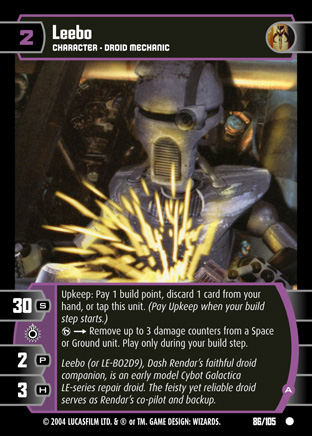 2
Leebo
CHARACTER • DROID MECHANIC
30 S
2 P
3 H
Upkeep: Pay 1 build point, discard 1 card from your
hand, or tap this unit. (Pay Upkeep when your build
step starts.)
→ Remove up to 3 damage counters from a Space
or Ground unit. Play only during your build step.
Leebo (or LE-BO2D9), Dash Rendar's faithful droid
companion, is an early model Cybot Galactica
LE-series repair droid. The feisty yet reliable droid
serves as Rendar's co-pilot and backup.
A
© 2004 LUCASFILM LTD. & ® or TM. GAME DESIGN: WIZARDS.
86/105